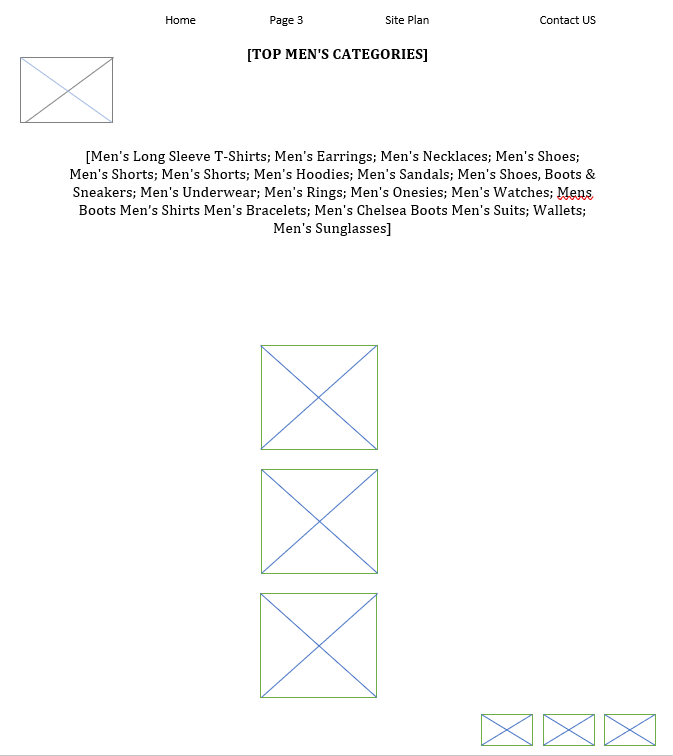 Home Page 3 Site Plan Contact US
[TOP MEN'S CATEGORIES]
[Men's Long Sleeve T-Shirts; Men's Earrings; Men's Necklaces; Men's Shoes;
Men's Shorts; Men's Shorts; Men's Hoodies; Men's Sandals; Men's Shoes, Boots &
Sneakers; Men's Underwear; Men's Rings; Men's Onesies; Men's Watches; Mens
Boots Men's Shirts Men's Bracelets; Men's Chelsea Boots Men's Suits; Wallets;
Men's Sunglasses]